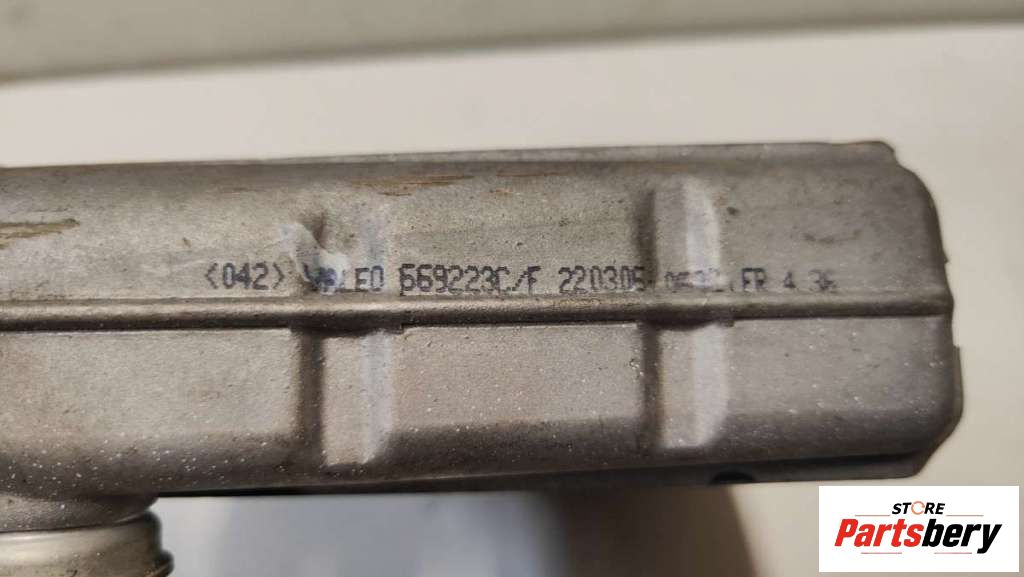 <042> VALEO 669223C/F 220305 FR 4.36
STORE
Partsbery